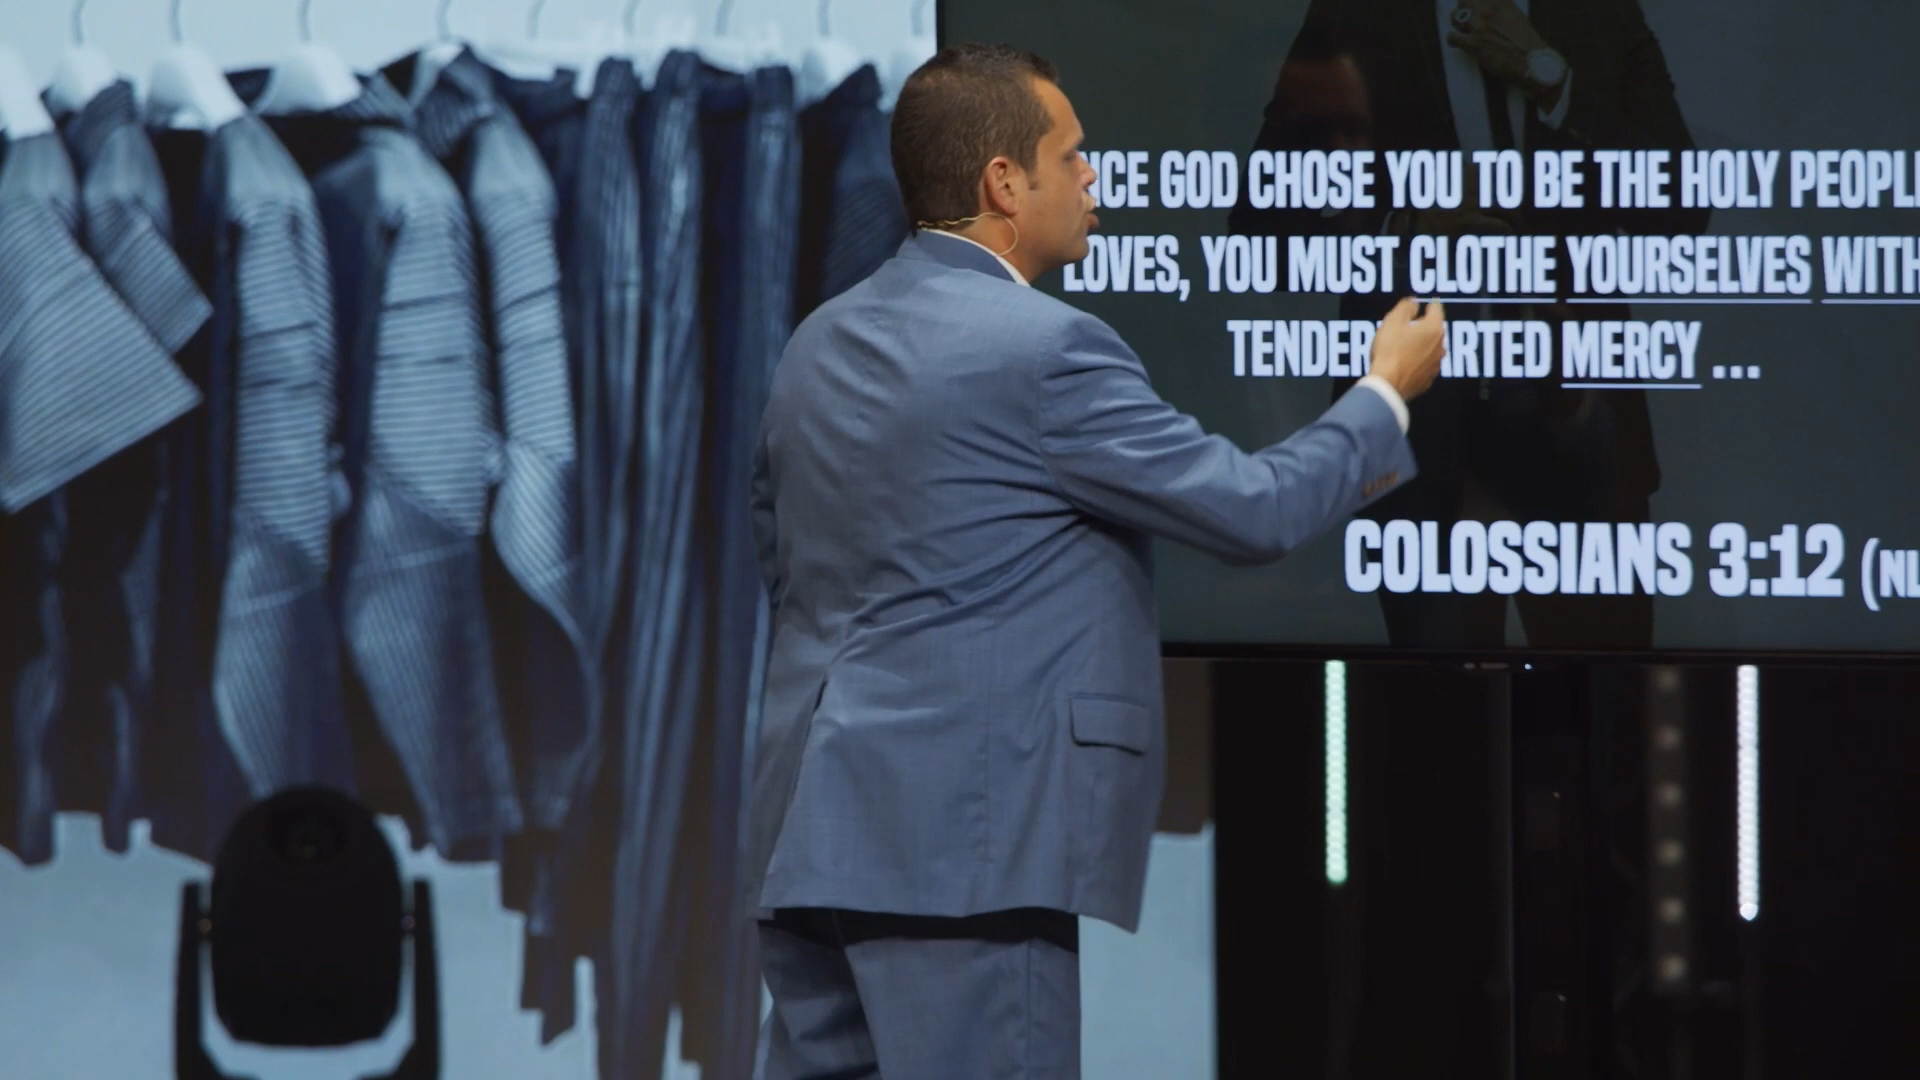 GOD CHOSE YOU TO BE THE HOLY
LOVES, YOU MUST CLOTHE YOURSELVES WITH
MERCY ...
COLOSSIANS 3:12